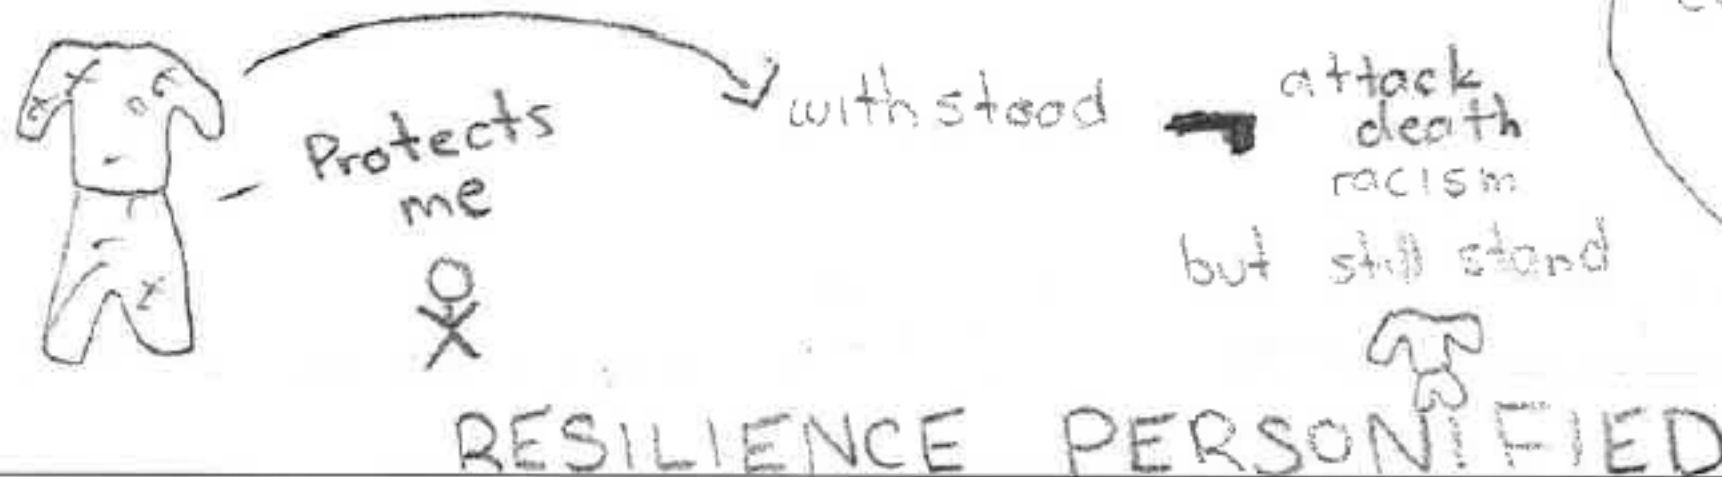 Protects
me
withstood
attack
death
racism
but still stand
RESILIENCE PERSONIFIED